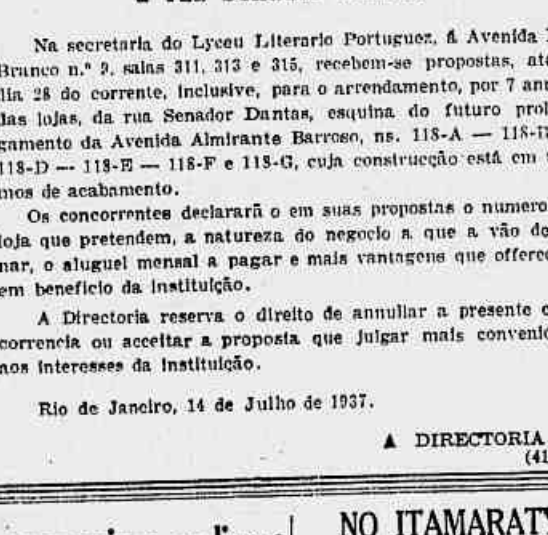 Na secretaria do Lyceu Literario Portuguez, á Avenida
Branco n.º 9, salas 311, 313 e 315, recebem-se propostas, até
dia 28 do corrente, inclusive, para o arrendamento, por 7 ann
das lojas, da rua Senador Dantas, esquina do futuro prol
gamento da Avenida Almirante Barroso, ns. 118-A — 118-B
118-D — 118-E — 118-F e 118-G, cuja construcção está em
mos de acabamento.
Os concorrentes declarará o em suas propostas o numero
loja que pretendem, a natureza do negocio a que a vão de
nar, o aluguel mensal a pagar e mais vantagens que offerec
em beneficio da instituição.
A Directoria reserva o direito de annullar a presente c
correncia ou acceitar a proposta que julgar mais convenie
aos interesses da instituição.
Rio de Janeiro, 14 de Julho de 1937.
A DIRECTORIA
(41
NO ITAMARATY